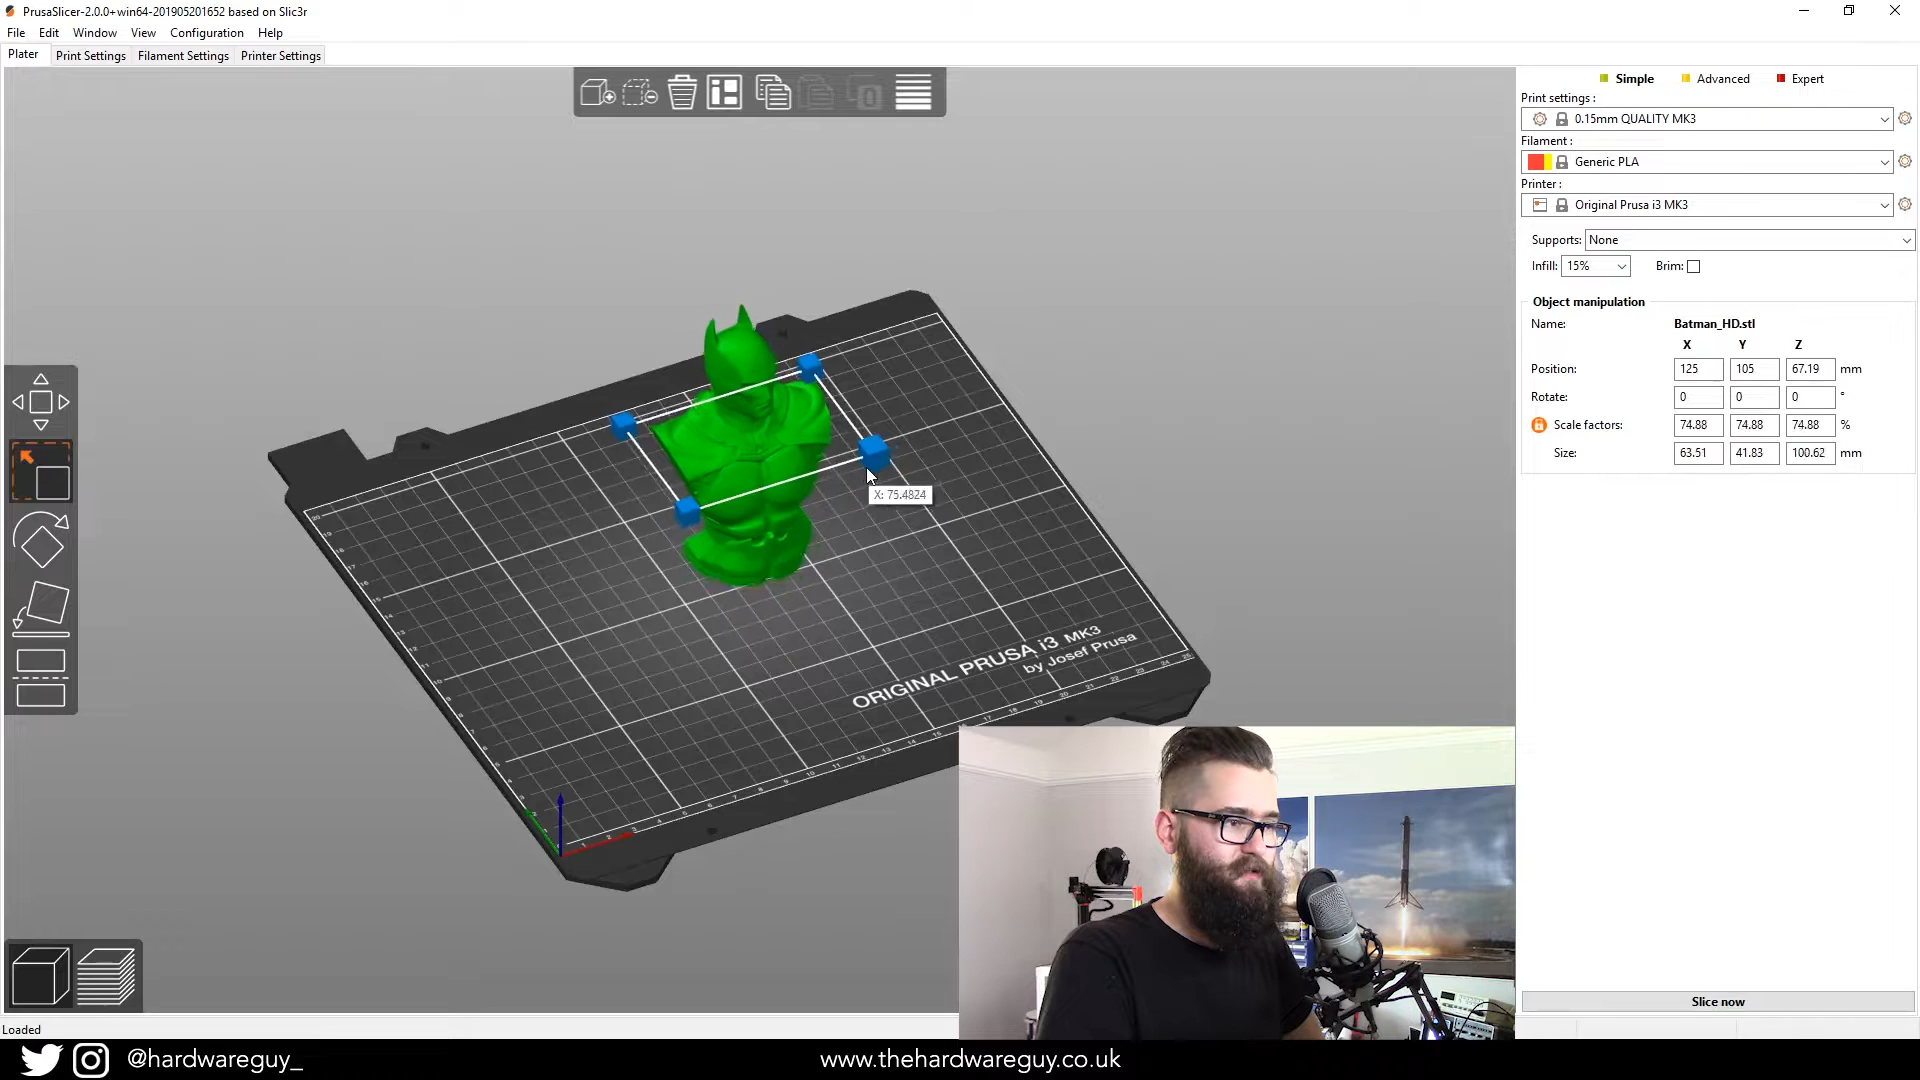 PrusaSlicer-2.0.0+win64-201905201652 based on Slic3r
File Edit Window View Configuration Help
Plater Print Settings Filament Settings Printer Settings
Simple Advanced Expert
Print settings :
0.15mm QUALITY MK3
Filament :
Generic PLA
Printer :
Original Prusa i3 MK3
Supports: None
Infill: 15% Brim:
Object manipulation
Name: Batman_HD.stl
X Y Z
Position: 125 105 67.19 mm
Rotate: 0 0 0 °
Scale factors: 74.88 74.88 74.88 %
Size: 63.51 41.83 100.62 mm
X: 75.4824
ORIGINAL PRUSA i3 MK3
by Josef Prusa
Slice now
Loaded
@hardwareguy_
www.thehardwareguy.co.uk